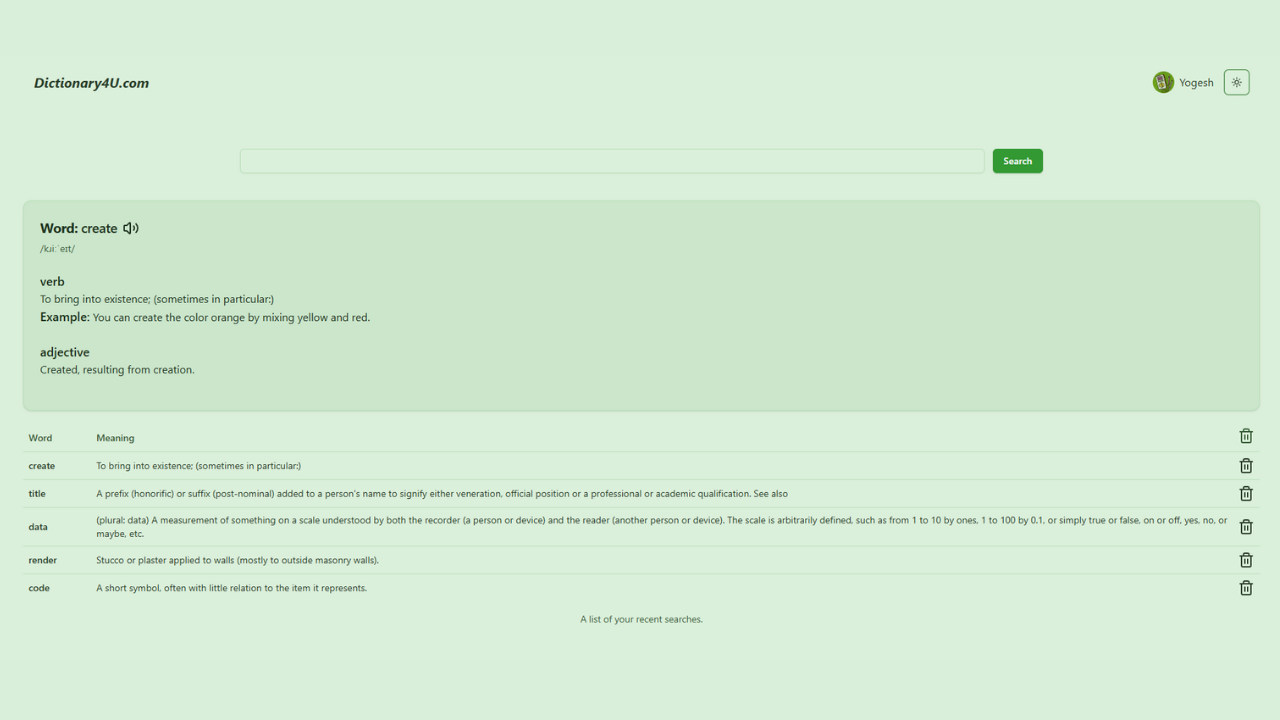 Dictionary4U.com
Yogesh
Search
Word: create
/kɹiːˈeɪt/
verb
To bring into existence; (sometimes in particular:)
Example: You can create the color orange by mixing yellow and red.
adjective
Created, resulting from creation.
Word Meaning
create To bring into existence; (sometimes in particular:)
title A prefix (honorific) or suffix (post-nominal) added to a person's name to signify either veneration, official position or a professional or academic qualification. See also
data (plural: data) A measurement of something on a scale understood by both the recorder (a person or device) and the reader (another person or device). The scale is arbitrarily defined, such as from 1 to 10 by ones, 1 to 100 by 0.1, or simply true or false, on or off, yes, no, or
maybe, etc.
render Stucco or plaster applied to walls (mostly to outside masonry walls).
code A short symbol, often with little relation to the item it represents.
A list of your recent searches.